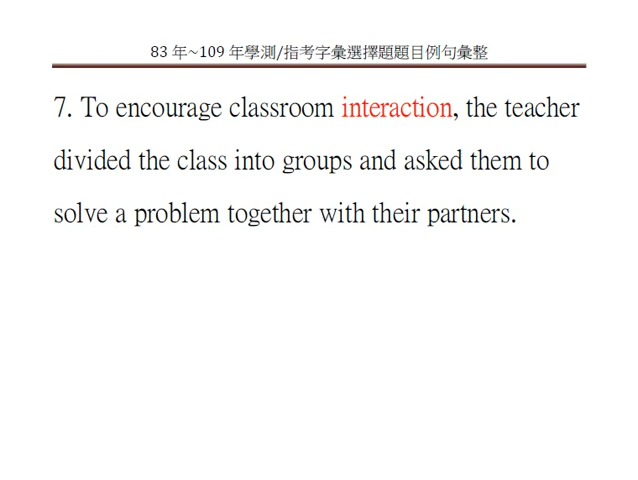 83 年~109 年學測/指考字彙選擇題題目例句彙整
7. To encourage classroom interaction, the teacher
divided the class into groups and asked them to
solve a problem together with their partners.